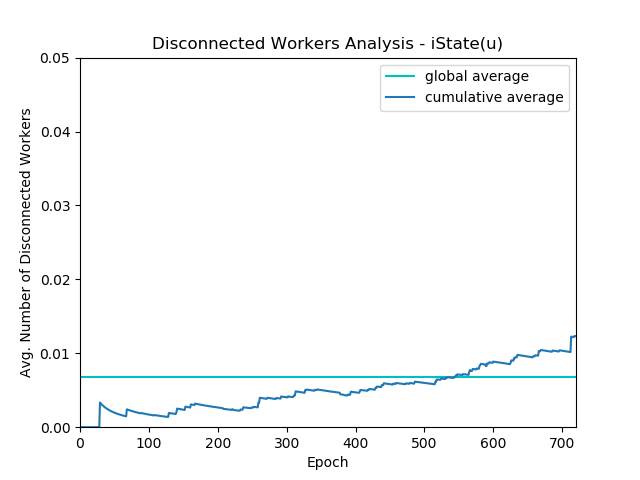 Disconnected Workers Analysis - iState(u)
global average
cumulative average
Avg. Number of Disconnected Workers
0.05
0.04
0.03
0.02
0.01
0.00
0 100 200 300 400 500 600 700
Epoch